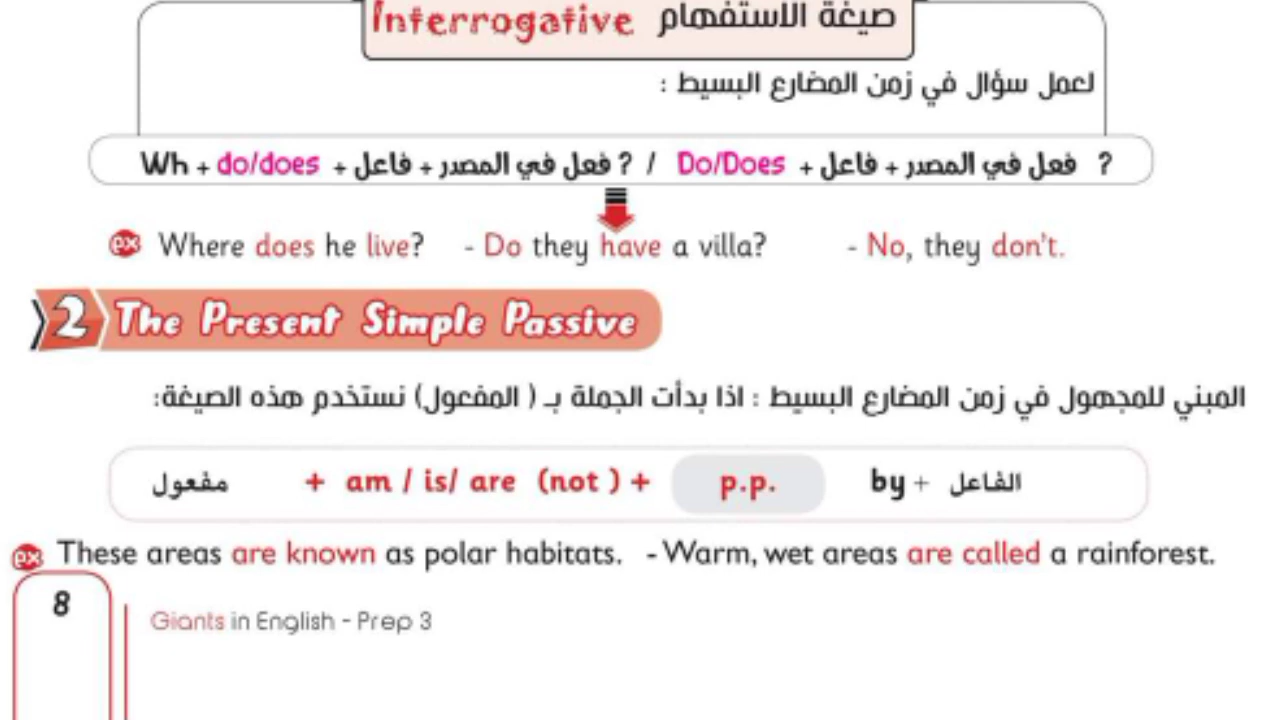 Interrogative صيغة الاستفهام
لعمل سؤال في زمن المضارع البسيط :
Wh + do/does + فاعل + فعل في المصدر ? / Do/Does + فاعل + فعل في المصدر ?
ex Where does he live? - Do they have a villa? - No, they don't.
2 The Present Simple Passive
المبني للمجهول في زمن المضارع البسيط : اذا بدأت الجملة بـ ( المفعول) نستخدم هذه الصيغة:
مفعول + am / is/ are (not ) + p.p. by + الفاعل
ex These areas are known as polar habitats. - Warm, wet areas are called a rainforest.
8
Giants in English - Prep 3